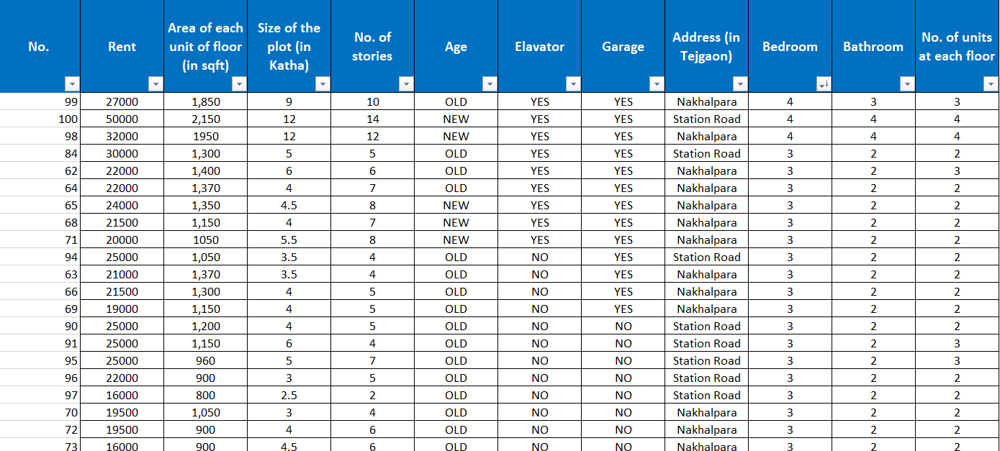 No. Rent Area of each unit of floor (in sqft) Size of the plot (in Katha) No. of stories Age Elavator Garage Address (in Tejgaon) Bedroom Bathroom No. of units at each floor
99 27000 1,850 9 10 OLD YES YES Nakhalpara 4 3 3
100 50000 2,150 12 14 NEW YES YES Station Road 4 4 4
98 32000 1950 12 12 NEW YES YES Nakhalpara 4 4 4
84 30000 1,300 5 5 OLD YES YES Station Road 3 2 2
62 22000 1,400 6 6 OLD YES YES Nakhalpara 3 2 3
64 22000 1,370 4 7 OLD YES YES Nakhalpara 3 2 2
65 24000 1,350 4.5 8 NEW YES YES Nakhalpara 3 2 2
68 21500 1,150 4 7 NEW YES YES Nakhalpara 3 2 2
71 20000 1050 5.5 8 NEW YES YES Nakhalpara 3 2 2
94 25000 1,050 3.5 4 OLD NO YES Station Road 3 2 2
63 21000 1,370 3.5 4 OLD NO YES Nakhalpara 3 2 2
66 21500 1,300 4 5 OLD NO YES Nakhalpara 3 2 2
69 19000 1,150 4 5 OLD NO YES Nakhalpara 3 2 2
90 25000 1,200 4 5 OLD NO NO Station Road 3 2 2
91 25000 1,150 6 4 OLD NO NO Station Road 3 2 3
95 25000 960 5 7 OLD NO NO Station Road 3 2 3
96 22000 900 3 5 OLD NO NO Station Road 3 2 2
97 16000 800 2.5 2 OLD NO NO Station Road 3 2 2
70 19500 1,050 3 4 OLD NO NO Nakhalpara 3 2 2
72 19500 900 4 6 OLD NO NO Nakhalpara 3 2 2
73 16000 900 4.5 6 OLD NO NO Nakhalpara 3 2 2